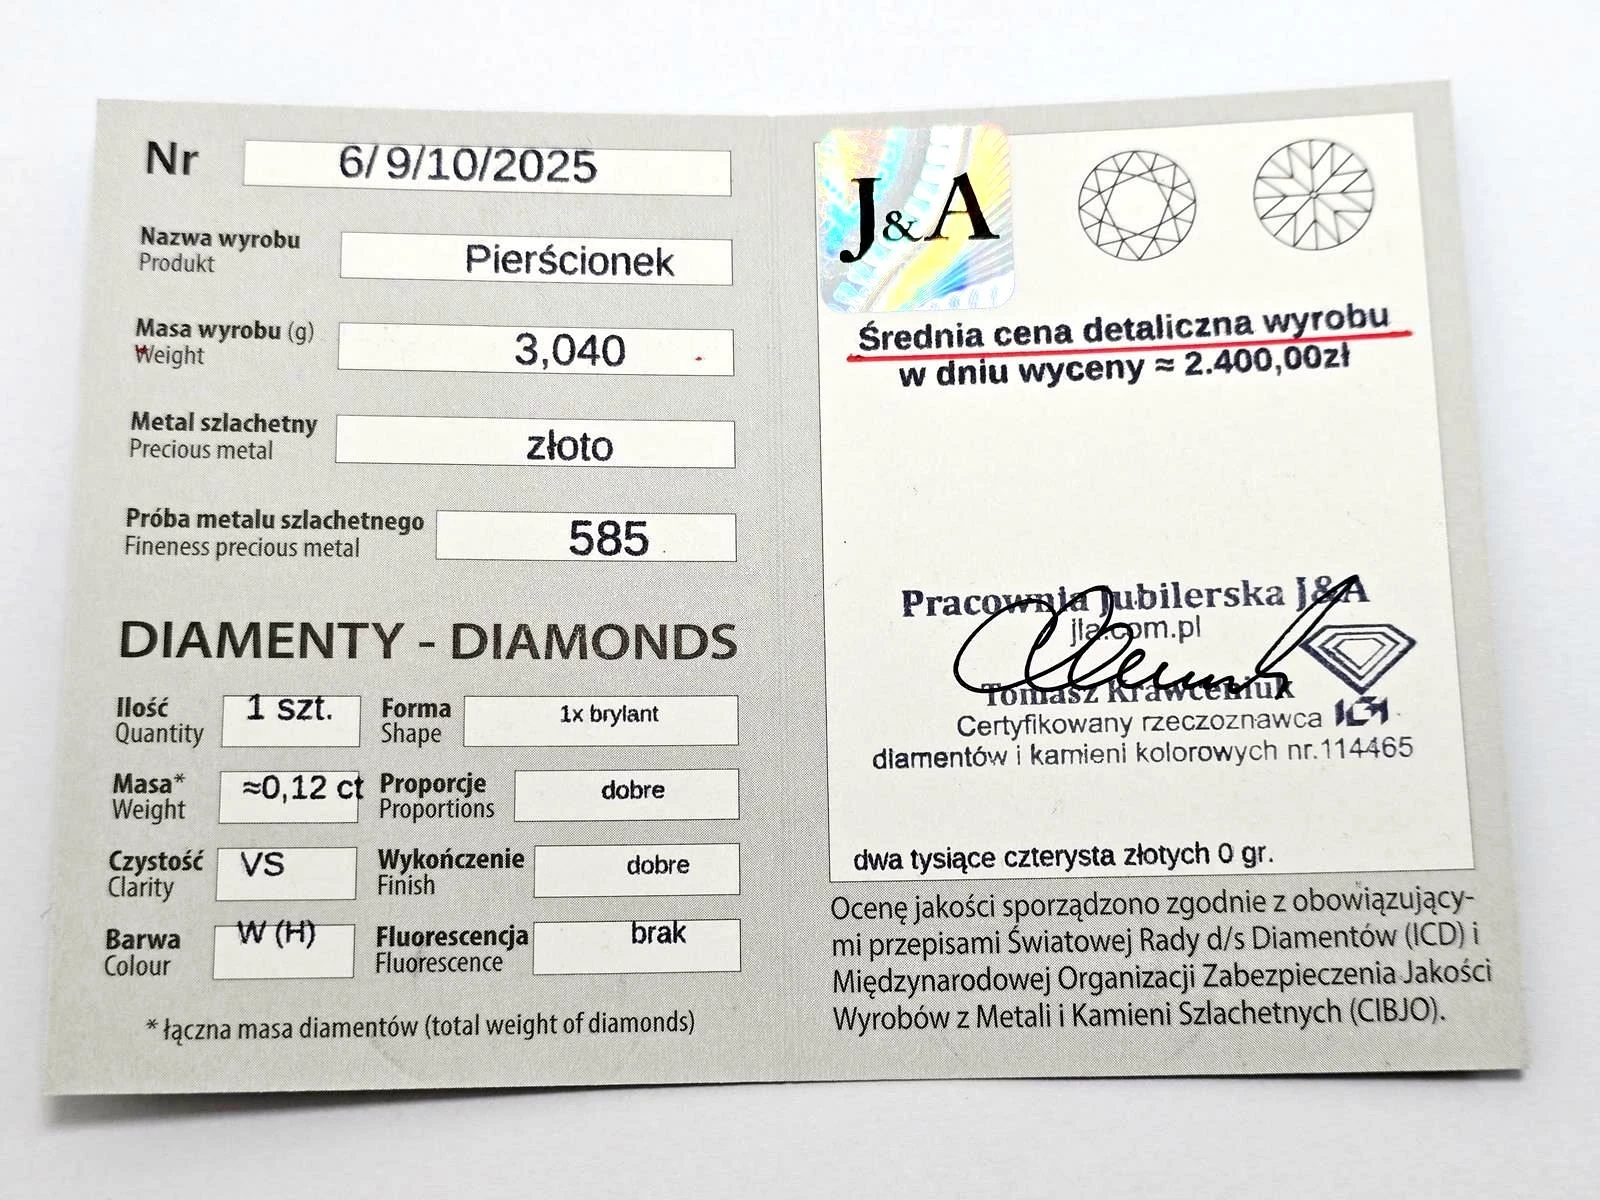 Nr 6/9/10/2025
Nazwa wyrobu Pierścionek
Produkt
Masa wyrobu (g) 3,040
Weight
Metal szlachetny złoto
Precious metal
Próba metalu szlachetnego 585
Fineness precious metal
DIAMENTY - DIAMONDS
Ilość 1 szt. Forma 1x brylant
Quantity Shape
Masa* ≈0,12 ct Proporcje dobre
Weight Proportions
Czystość VS Wykończenie dobre
Clarity Finish
Barwa W (H) Fluorescencja brak
Colour Fluorescence
* łączna masa diamentów (total weight of diamonds)
J&A
Średnia cena detaliczna wyrobu
w dniu wyceny ≈ 2.400,00zł
Pracownia Jubilerska J&A
jla.com.pl
Tomasz Krawceniuk
Certyfikowany rzeczoznawca
diamentów i kamieni kolorowych nr.114465
dwa tysiące czterysta złotych 0 gr.
Ocenę jakości sporządzono zgodnie z obowiązujący-
mi przepisami Światowej Rady d/s Diamentów (ICD) i
Międzynarodowej Organizacji Zabezpieczenia Jakości
Wyrobów z Metali i Kamieni Szlachetnych (CIBJO).